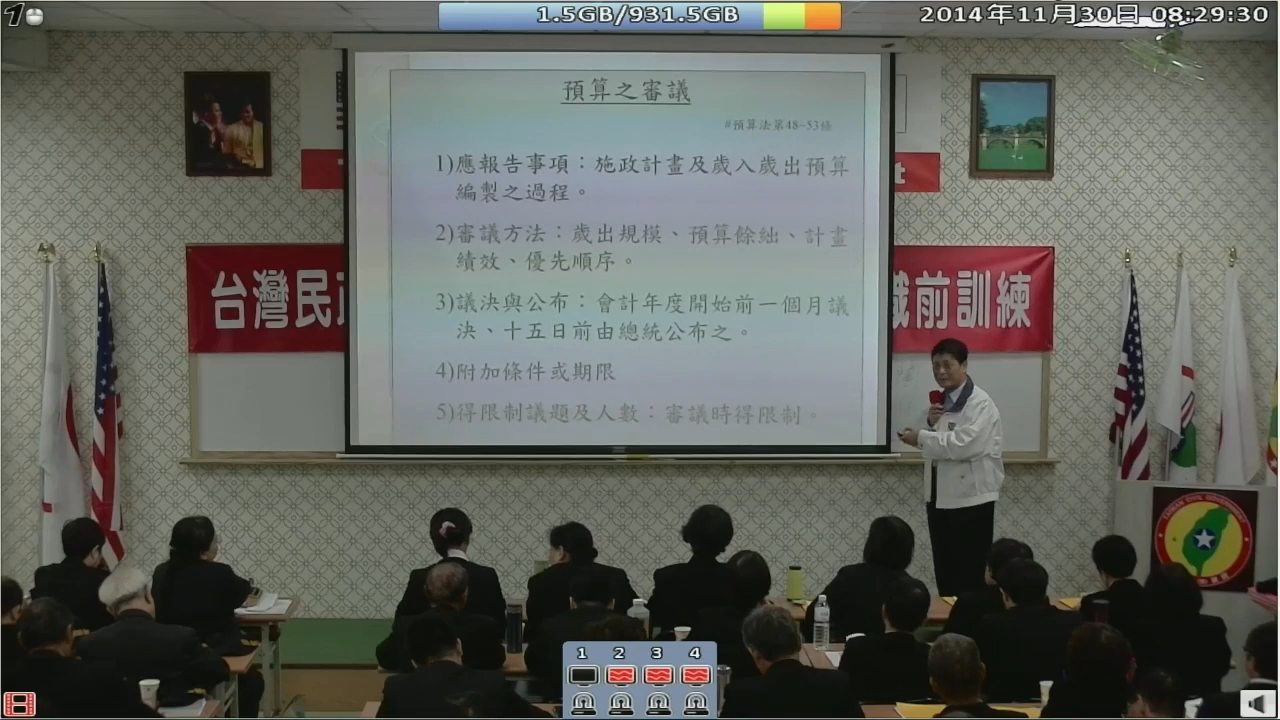 1
1.5GB/931.5GB
2014年11月30日 08:29:30
預算之審議
#預算法第48~53條
1)應報告事項：施政計畫及歲入歲出預算
編製之過程。
2)審議方法：歲出規模、預算餘絀、計畫
績效、優先順序。
3)議決與公布：會計年度開始前一個月議
決、十五日前由總統公布之。
4)附加條件或期限
5)得限制議題及人數：審議時得限制。
t
台灣民政
職前訓練
TAIWAN CIVIL GOVERNMENT
1 2 3 4